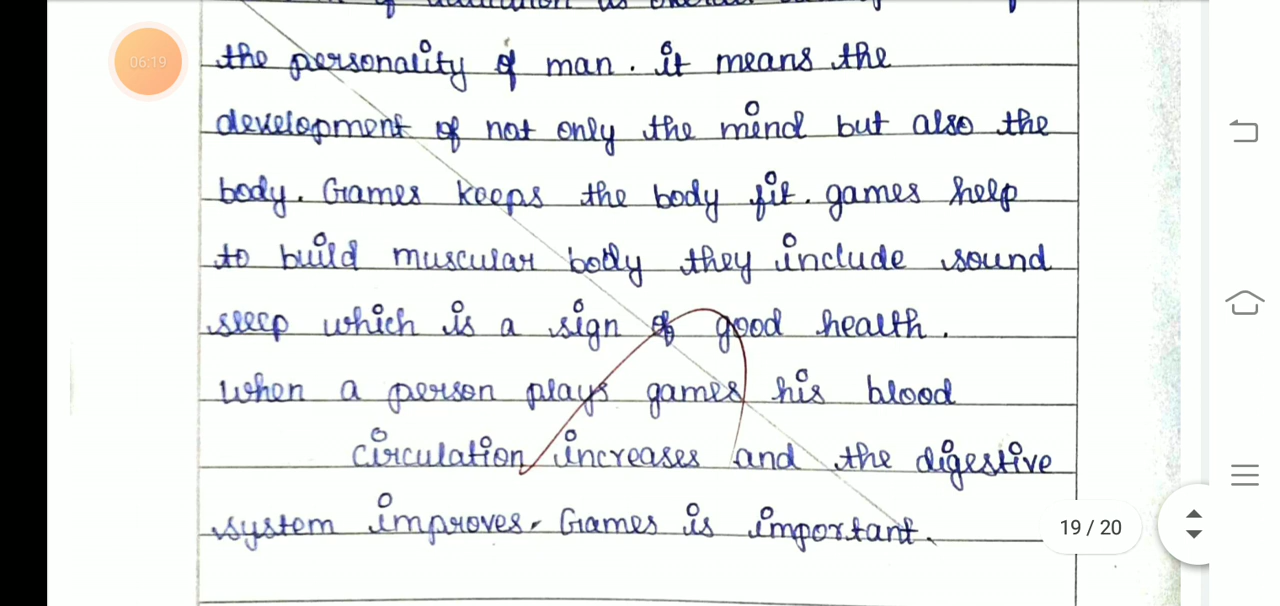 06:19
the personality of man. it means the
development of not only the mind but also the
body. Games keeps the body fit. games help
to build muscular body they include sound
sleep which is a sign of good health.
when a person plays games his blood
circulation increases and the digestive
system improves. Games is important.
19 / 20